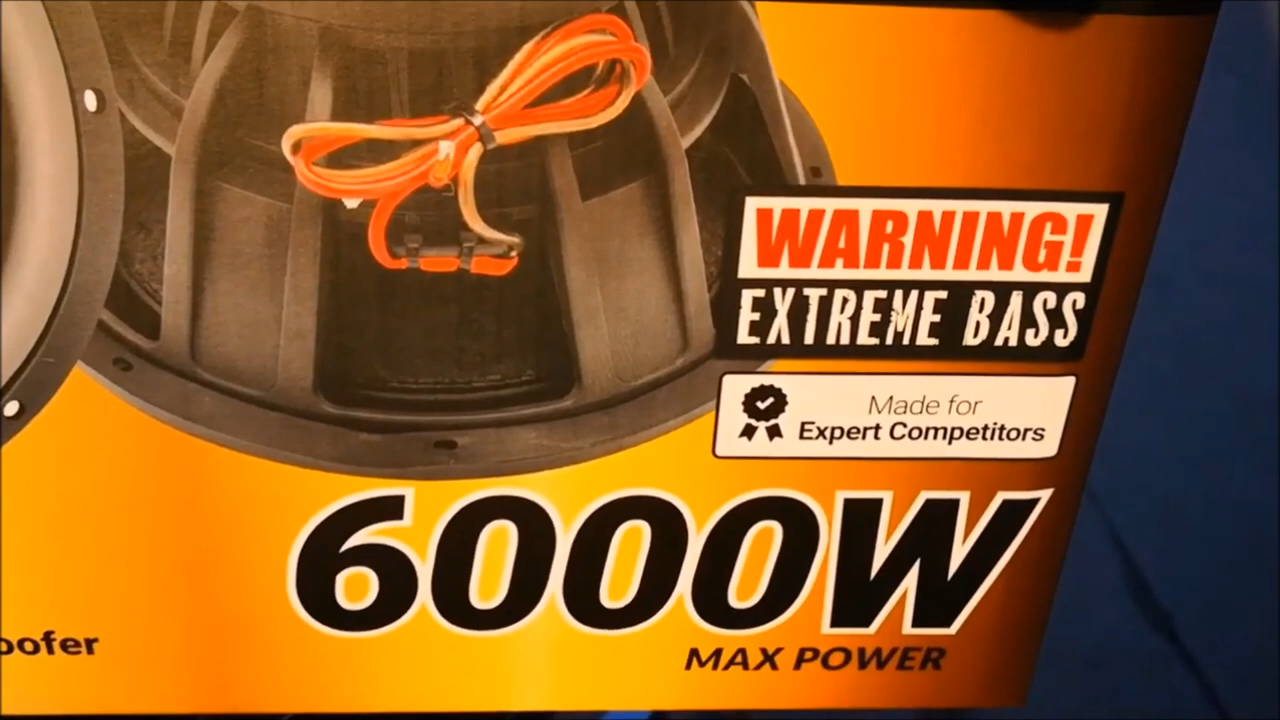 WARNING!
EXTREME BASS
Made for
Expert Competitors
6000W
MAX POWER
oofer